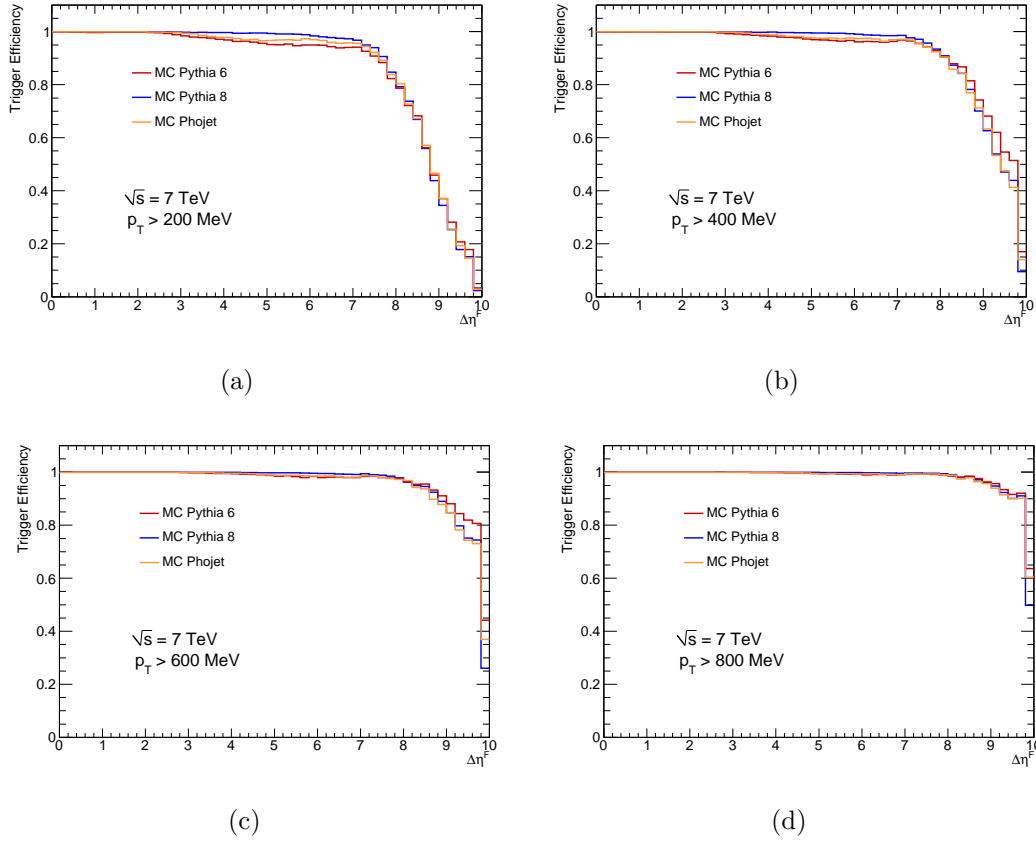 Trigger Efficiency
1
0.8
0.6
0.4
0.2
0
MC Pythia 6
MC Pythia 8
MC Phojet
√s = 7 TeV
p_T > 200 MeV
0 1 2 3 4 5 6 7 8 9 10
Δη^F
(a)
Trigger Efficiency
1
0.8
0.6
0.4
0.2
0
MC Pythia 6
MC Pythia 8
MC Phojet
√s = 7 TeV
p_T > 400 MeV
0 1 2 3 4 5 6 7 8 9 10
Δη^F
(b)
Trigger Efficiency
1
0.8
0.6
0.4
0.2
0
MC Pythia 6
MC Pythia 8
MC Phojet
√s = 7 TeV
p_T > 600 MeV
0 1 2 3 4 5 6 7 8 9 10
Δη^F
(c)
Trigger Efficiency
1
0.8
0.6
0.4
0.2
0
MC Pythia 6
MC Pythia 8
MC Phojet
√s = 7 TeV
p_T > 800 MeV
0 1 2 3 4 5 6 7 8 9 10
Δη^F
(d)